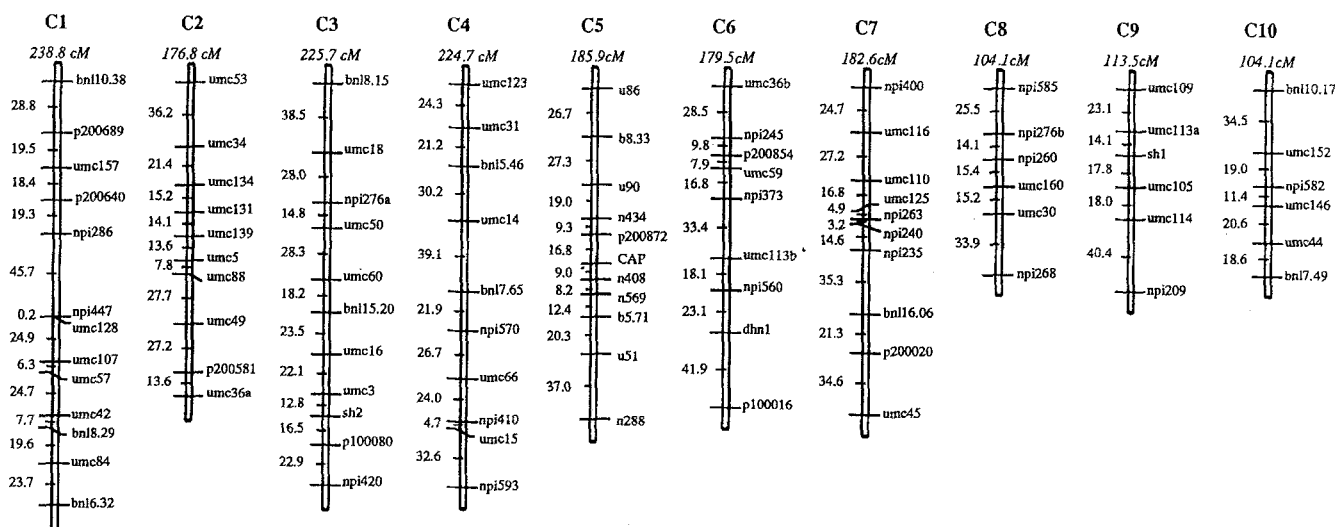 C1
238.8 cM
bnl10.38
28.8
p200689
19.5
umc157
18.4
p200640
19.3
npi286
45.7
npi447
0.2
umc128
24.9
umc107
6.3
umc57
24.7
umc42
7.7
bnl8.29
19.6
umc84
23.7
bnl6.32
C2
176.8 cM
umc53
36.2
umc34
21.4
umc134
15.2
umc131
14.1
umc139
13.6
umc5
7.8
umc88
27.7
umc49
27.2
p200581
13.6
umc36a
C3
225.7 cM
bnl8.15
38.5
umc18
28.0
npi276a
14.8
umc50
28.3
umc60
18.2
bnl15.20
23.5
umc16
22.1
umc3
12.8
sh2
16.5
p100080
22.9
npi420
C4
224.7 cM
umc123
24.3
umc31
21.2
bnl5.46
30.2
umc14
39.1
bnl7.65
21.9
npi570
26.7
umc66
24.0
npi410
4.7
umc15
32.6
npi593
C5
185.9cM
u86
26.7
b8.33
27.3
u90
19.0
n434
9.3
p200872
16.8
CAP
9.0
n408
8.2
n569
12.4
b5.71
20.3
u51
37.0
n288
C6
179.5cM
umc36b
28.5
npi245
9.8
p200854
7.9
umc59
16.8
npi373
33.4
umc113b
18.1
npi560
23.1
dhn1
41.9
p100016
C7
182.6cM
npi400
24.7
umc116
27.2
umc110
16.8
umc125
4.9
npi263
3.2
npi240
14.6
npi235
35.3
bnl16.06
21.3
p200020
34.6
umc45
C8
104.1cM
npi585
25.5
npi276b
14.1
npi260
15.4
umc160
15.2
umc30
33.9
npi268
C9
113.5cM
umc109
23.1
umc113a
14.1
sh1
17.8
umc105
18.0
umc114
40.4
npi209
C10
104.1cM
bnl10.17
34.5
umc152
19.0
npi582
11.4
umc146
20.6
umc44
18.6
bnl7.49